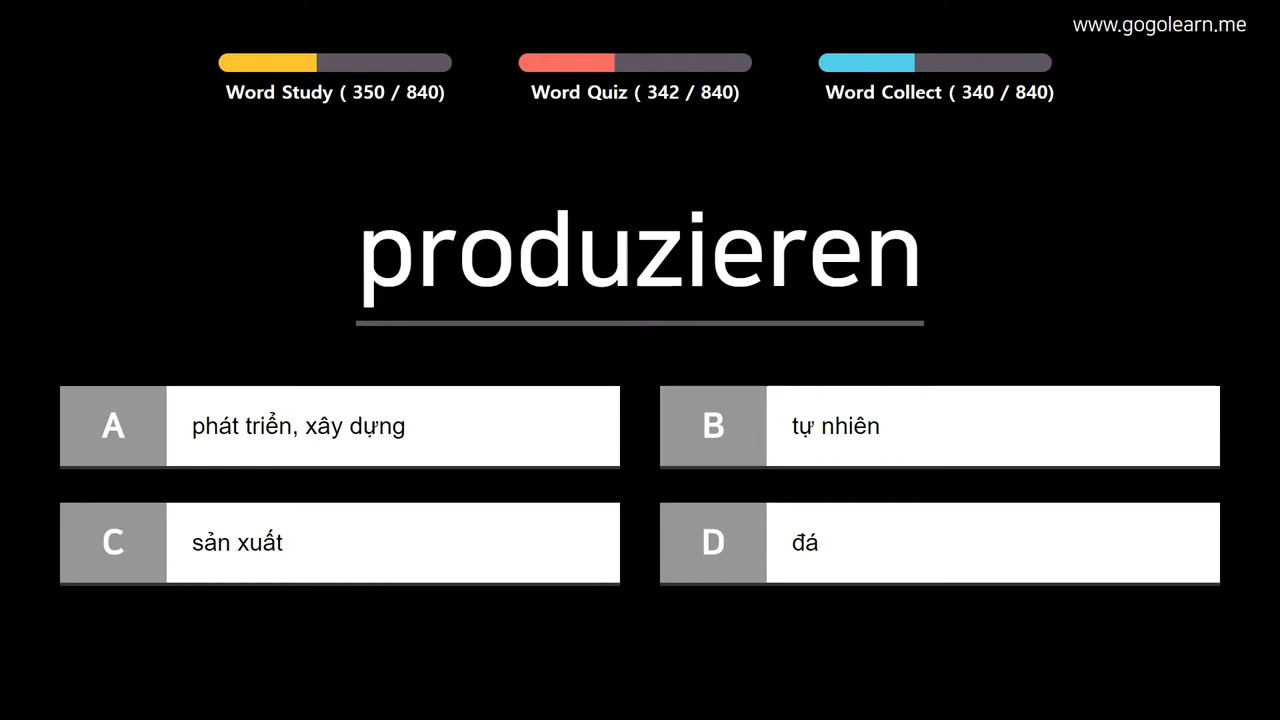 www.gogolearn.me
Word Study ( 350 / 840)
Word Quiz ( 342 / 840)
Word Collect ( 340 / 840)
produzieren
A phát triển, xây dựng
B tự nhiên
C sản xuất
D đá